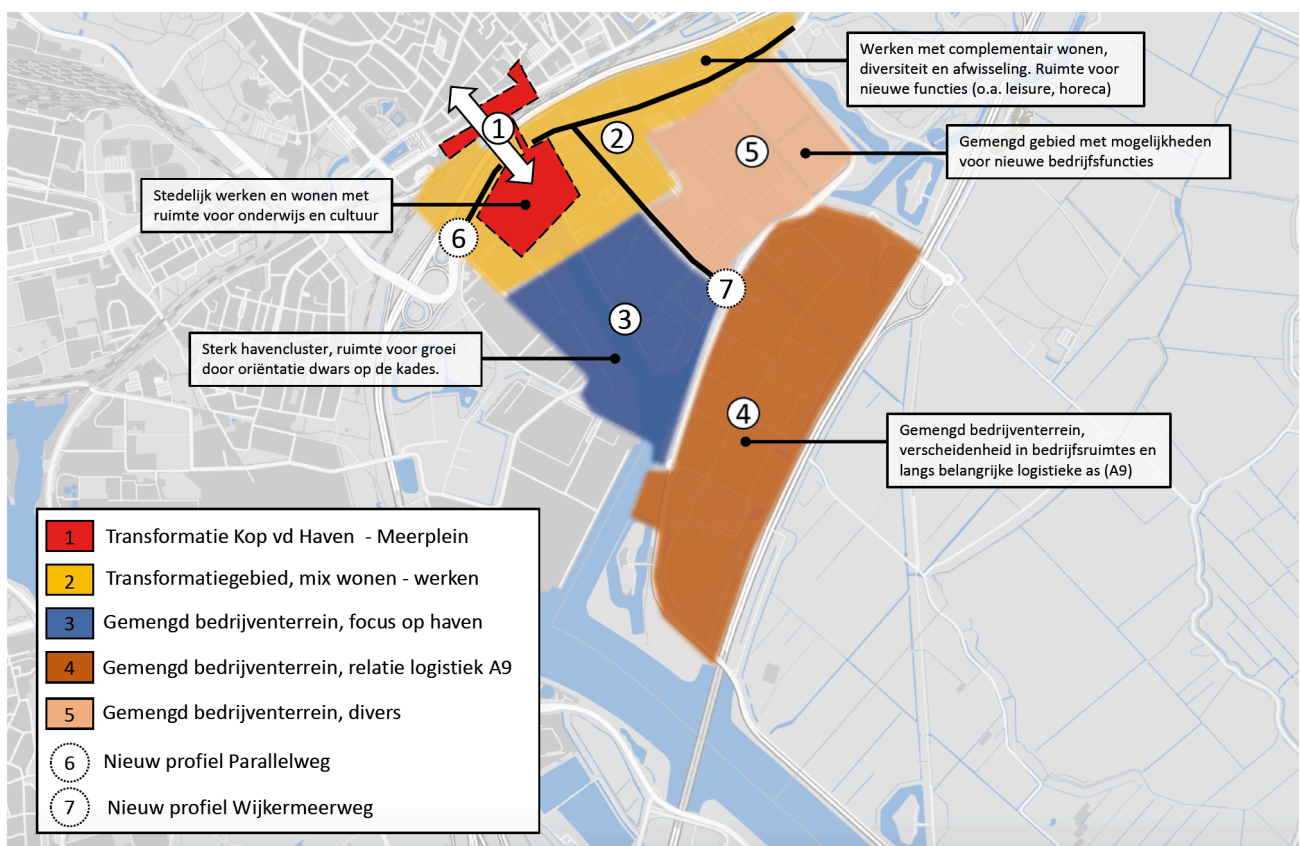 Werken met complementair wonen,
diversiteit en afwisseling. Ruimte voor
nieuwe functies (o.a. leisure, horeca)
1
2
5
Gemengd gebied met mogelijkheden
voor nieuwe bedrijfsfuncties
Stedelijk werken en wonen met
ruimte voor onderwijs en cultuur
6
7
3
Sterk havencluster, ruimte voor groei
door oriëntatie dwars op de kades.
4
Gemengd bedrijventerrein,
verscheidenheid in bedrijfsruimtes en
langs belangrijke logistieke as (A9)
1 Transformatie Kop vd Haven - Meerplein
2 Transformatiegebied, mix wonen - werken
3 Gemengd bedrijventerrein, focus op haven
4 Gemengd bedrijventerrein, relatie logistiek A9
5 Gemengd bedrijventerrein, divers
6 Nieuw profiel Parallelweg
7 Nieuw profiel Wijkermeerweg